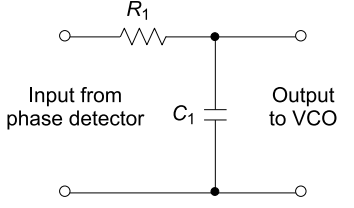 R1
Input from
phase detector
C1
Output
to VCO